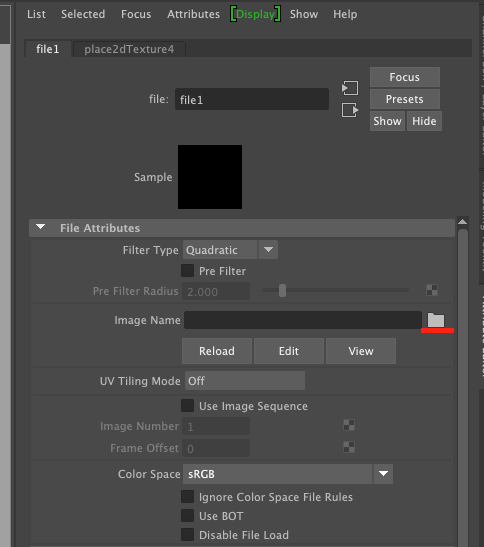 List Selected Focus Attributes [Display] Show Help
file1 place2dTexture4
file: file1
Focus
Presets
Show Hide
Sample
File Attributes
Filter Type Quadratic
Pre Filter
Pre Filter Radius 2.000
Image Name
Reload Edit View
UV Tiling Mode Off
Use Image Sequence
Image Number 1
Frame Offset 0
Color Space sRGB
Ignore Color Space File Rules
Use BOT
Disable File Load